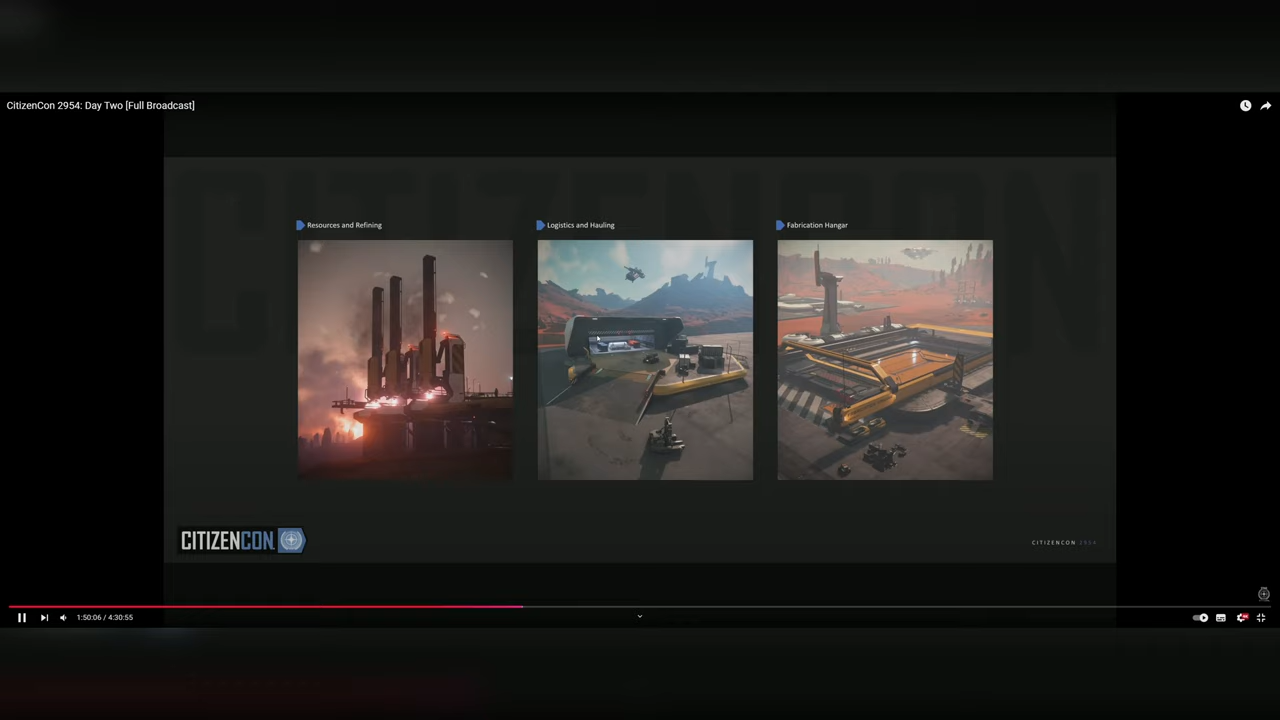 CitizenCon 2954: Day Two [Full Broadcast]
Resources and Refining
Logistics and Hauling
Fabrication Hangar
CITIZENCON
CITIZENCON 2954
1:50:06 / 4:30:55